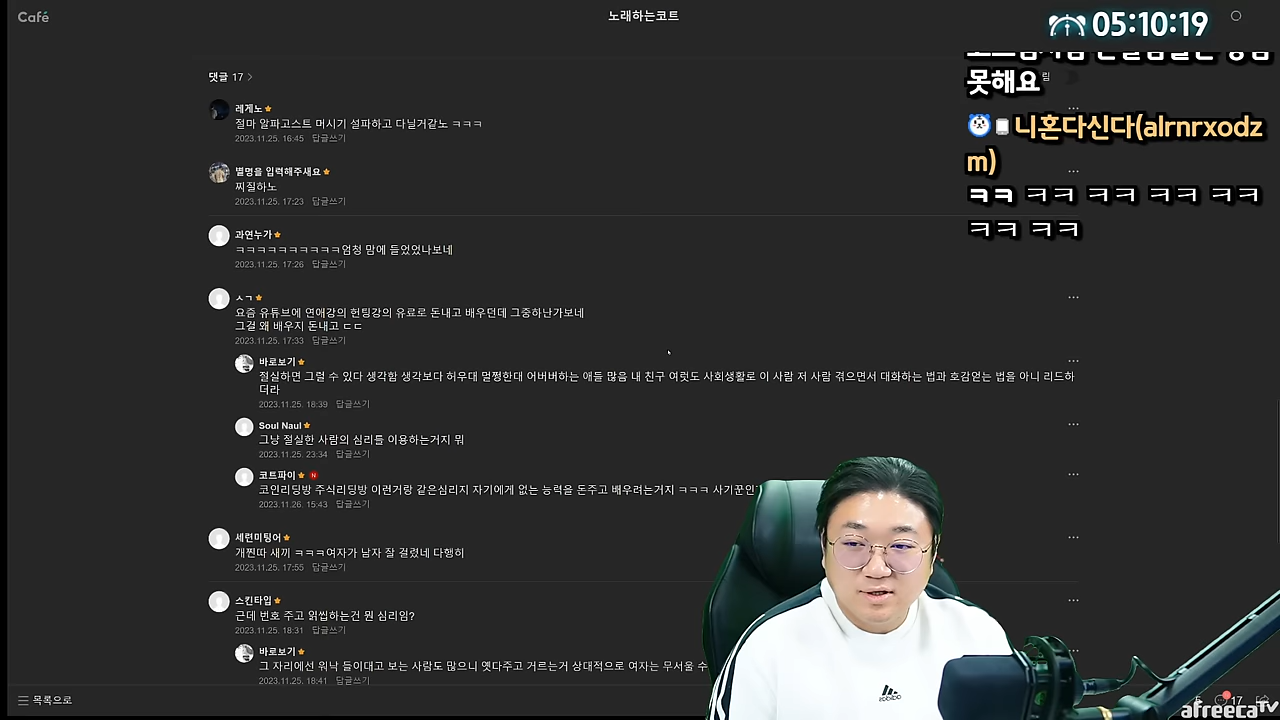 Café
노래하는코트
05:10:19
댓글 17
못해요
림
니혼다신다(alrnrxodz
m)
ㅋㅋ ㅋㅋ ㅋㅋ ㅋㅋ ㅋㅋ
ㅋㅋ ㅋㅋ
레게노
절마 알파고스트 머시기 설파하고 다닐거같노 ㅋㅋㅋ
2023.11.25. 16:45 답글쓰기
별명을 입력해주새요
찌질하노
2023.11.25. 17:23 답글쓰기
과연누가
ㅋㅋㅋㅋㅋㅋㅋㅋㅋㅋ엄청 맘에 들었었나보네
2023.11.25. 17:26 답글쓰기
ㅅㄱ
요즘 유튜브에 연애강의 헌팅강의 유료로 돈내고 배우던데 그중하난가보네
그걸 왜 배우지 돈내고 ㄷㄷ
2023.11.25. 17:33 답글쓰기
바로보기
절실하면 그럴 수 있다 생각함 생각보다 허우대 멀쩡한대 어버버하는 애들 많음 내 친구 여럿도 사회생활로 이 사람 저 사람 겪으면서 대화하는 법과 호감얻는 법을 아니 리드하
더라
2023.11.25. 18:39 답글쓰기
Soul Naul
그냥 절실한 사람의 심리들 이용하는거지 뭐
2023.11.25. 23:34 답글쓰기
코트파이 N
코인리딩방 주식리딩방 이런거랑 같은심리지 자기에게 없는 능력을 돈주고 배우려는거지 ㅋㅋㅋ 사기꾼인
2023.11.26. 15:43 답글쓰기
세런미팅어
개찐따 새끼 ㅋㅋㅋ여자가 남자 잘 걸렀네 다행히
2023.11.25. 17:55 답글쓰기
스킨타입
근데 번호 주고 읽씹하는건 뭔 심리임?
2023.11.25. 18:31 답글쓰기
바로보기
그 자리에선 워낙 들이대고 보는 사람도 많으니 옛다주고 거르는거 상대적으로 여자는 무서울 수
2023.11.25. 18:41 답글쓰기
목록으로
17
adidas
afreecaTV